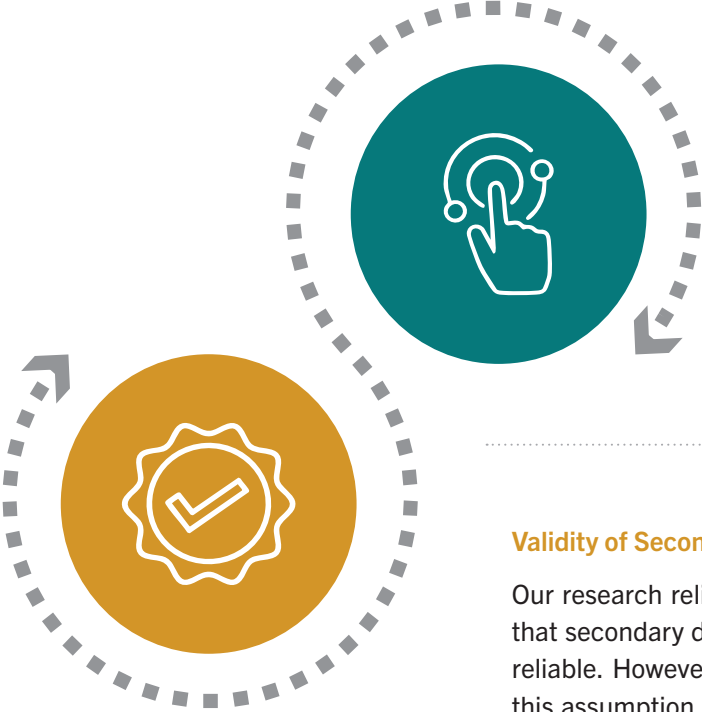 Validity of Secon
Our research reli
that secondary d
reliable. Howeve
this assumption